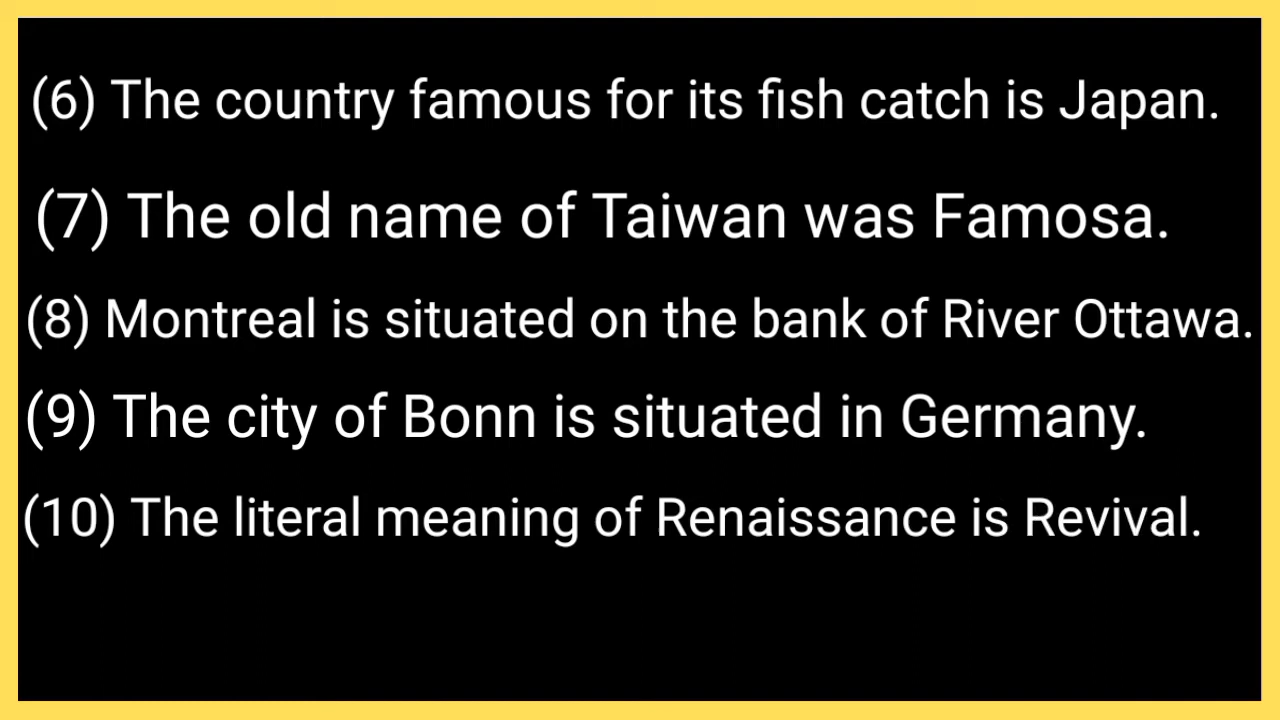 (6) The country famous for its fish catch is Japan.
(7) The old name of Taiwan was Famosa.
(8) Montreal is situated on the bank of River Ottawa.
(9) The city of Bonn is situated in Germany.
(10) The literal meaning of Renaissance is Revival.